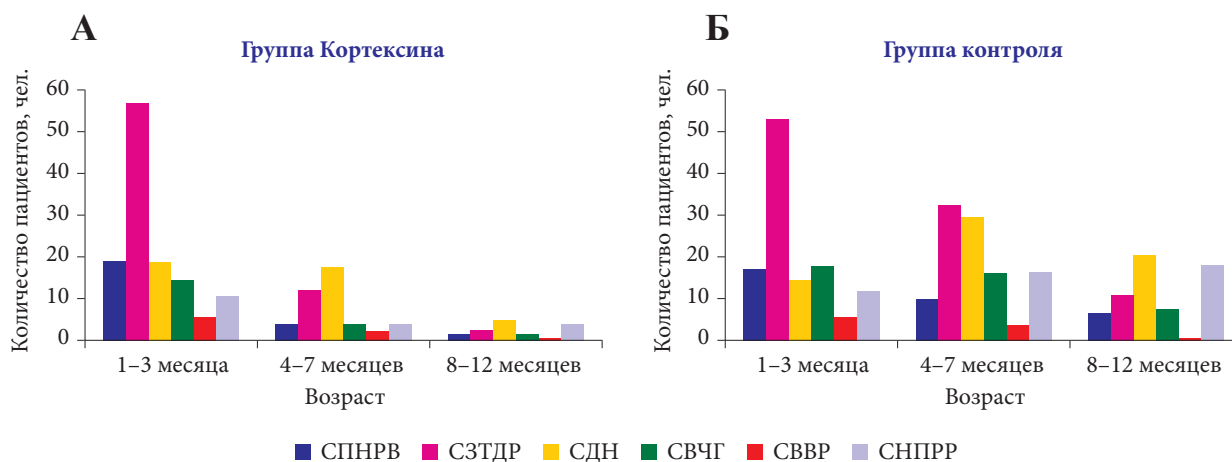 А
Группа Кортексина
Количество пациентов, чел.
60
50
40
30
20
10
0
1–3 месяца
4–7 месяцев
8–12 месяцев
Возраст
Б
Группа контроля
Количество пациентов, чел.
60
50
40
30
20
10
0
1–3 месяца
4–7 месяцев
8–12 месяцев
Возраст
СПНРВ СЗТДР СДН СВЧГ СВВР СНПРР